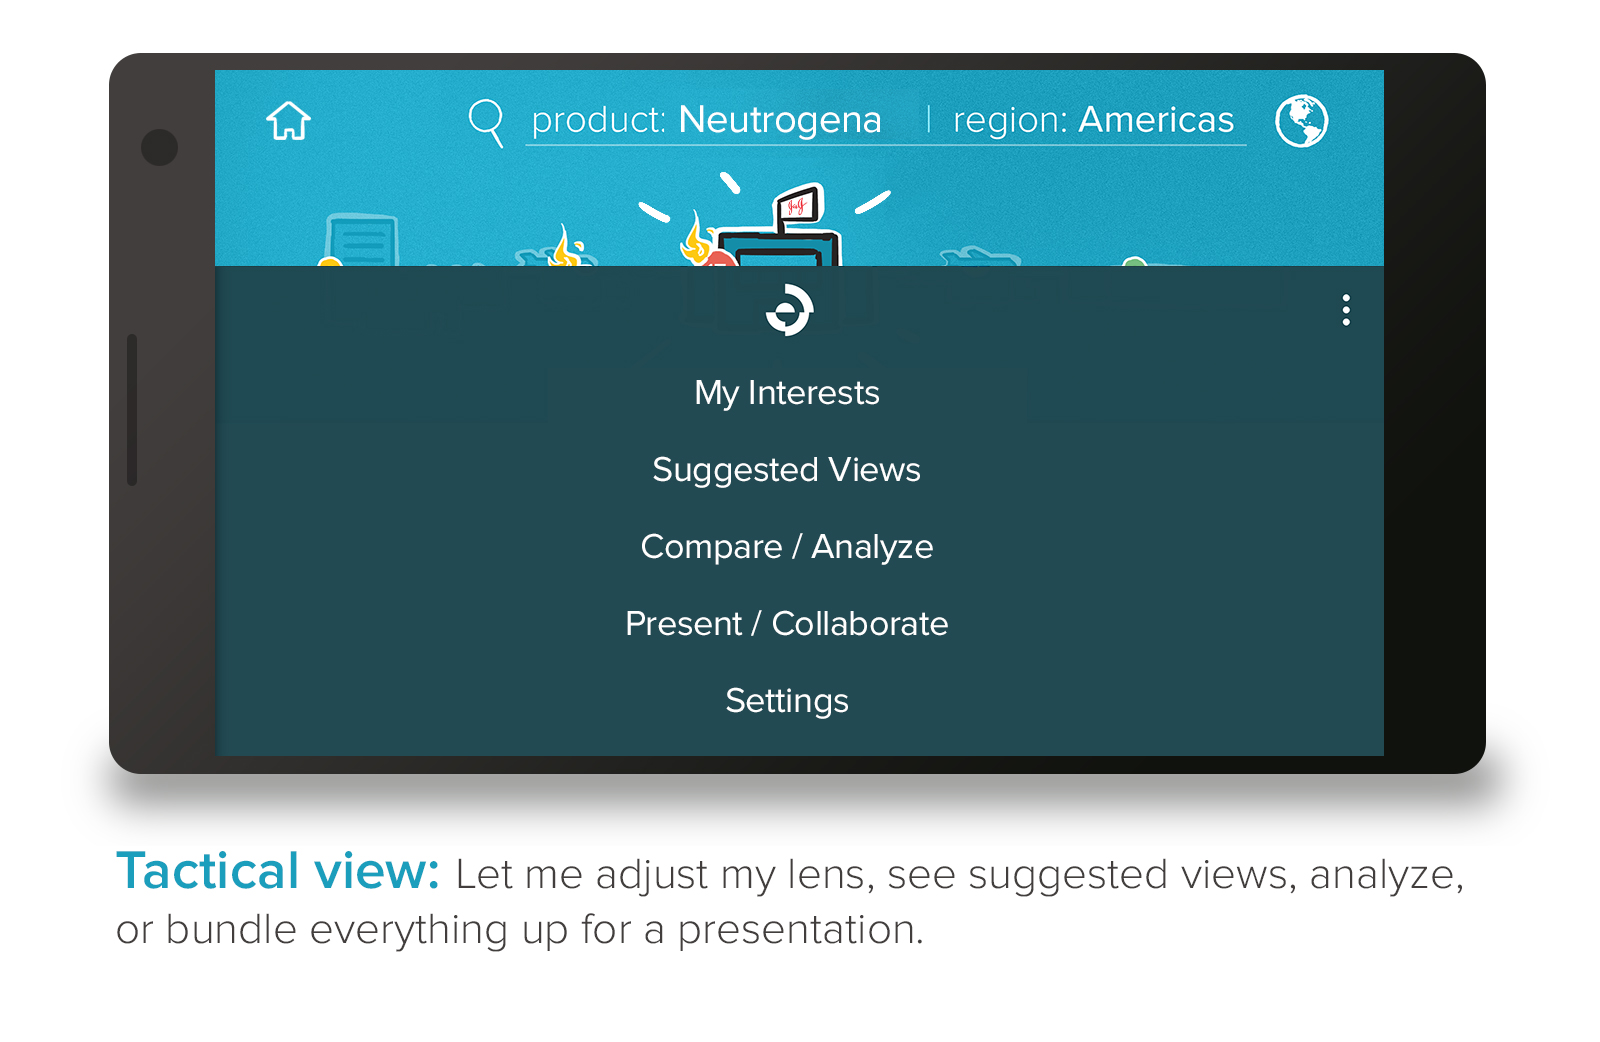 product: Neutrogena | region: Americas
J&J
My Interests
Suggested Views
Compare / Analyze
Present / Collaborate
Settings
Tactical view: Let me adjust my lens, see suggested views, analyze,
or bundle everything up for a presentation.